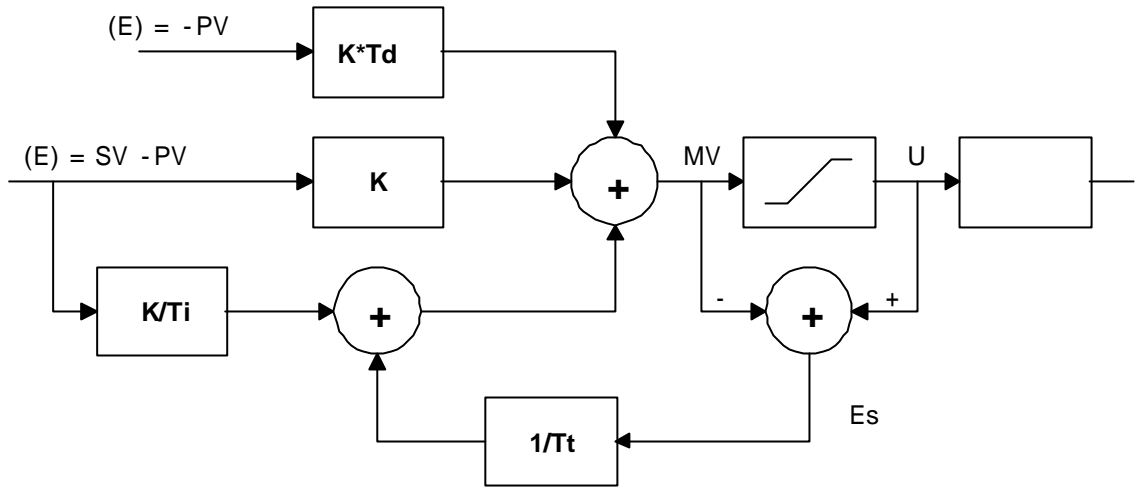 (E) = -PV
K*Td
(E) = SV -PV
K
+
MV
U
K/Ti
+
-
+
+
Es
1/Tt